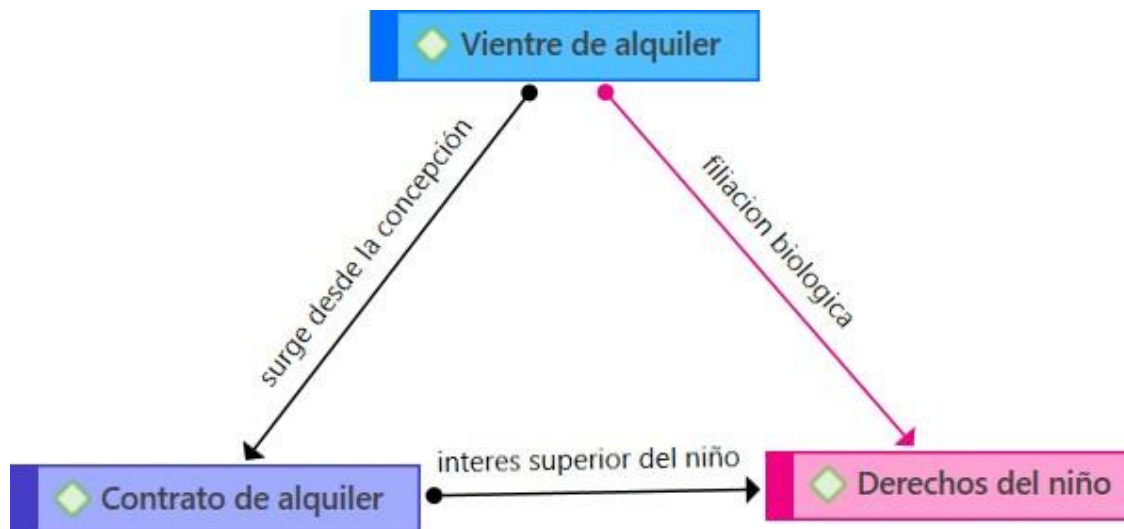 Vientre de alquiler
surge desde la concepción
filiacion biologica
interes superior del niño
Contrato de alquiler
Derechos del niño